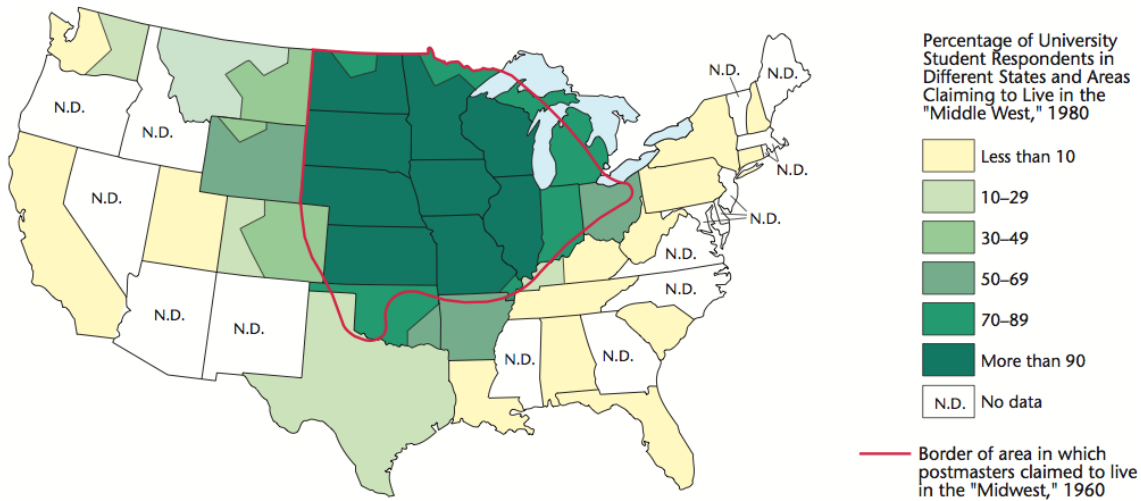 Percentage of University
Student Respondents in
Different States and Areas
Claiming to Live in the
"Middle West," 1980
Less than 10
10–29
30–49
50–69
70–89
More than 90
N.D. No data
Border of area in which
postmasters claimed to live
in the "Midwest," 1960
N.D.
N.D.
N.D.
N.D.
N.D.
N.D.
N.D.
N.D.
N.D.
N.D.
N.D.
N.D.
N.D.